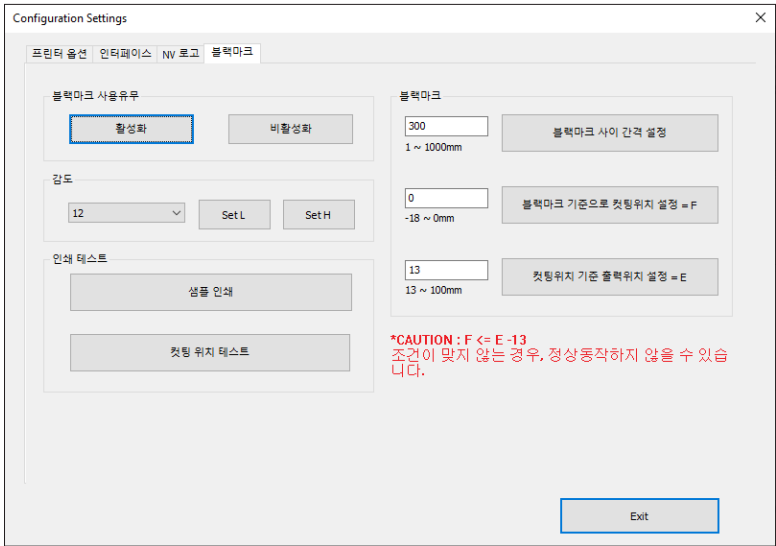 Configuration Settings
프린터 옵션 인터페이스 NV 로고 블랙마크
블랙마크 사용유무
활성화 비활성화
감도
12 Set L Set H
인쇄 테스트
샘플 인쇄
컷팅 위치 테스트
블랙마크
300 블랙마크 사이 간격 설정
1 ~ 1000mm
0 블랙마크 기준으로 컷팅위치 설정 = F
-18 ~ 0mm
13 컷팅위치 기준 출력위치 설정 = E
13 ~ 100mm
*CAUTION : F <= E -13
조건이 맞지 않는 경우, 정상동작하지 않을 수 있습
니다.
Exit